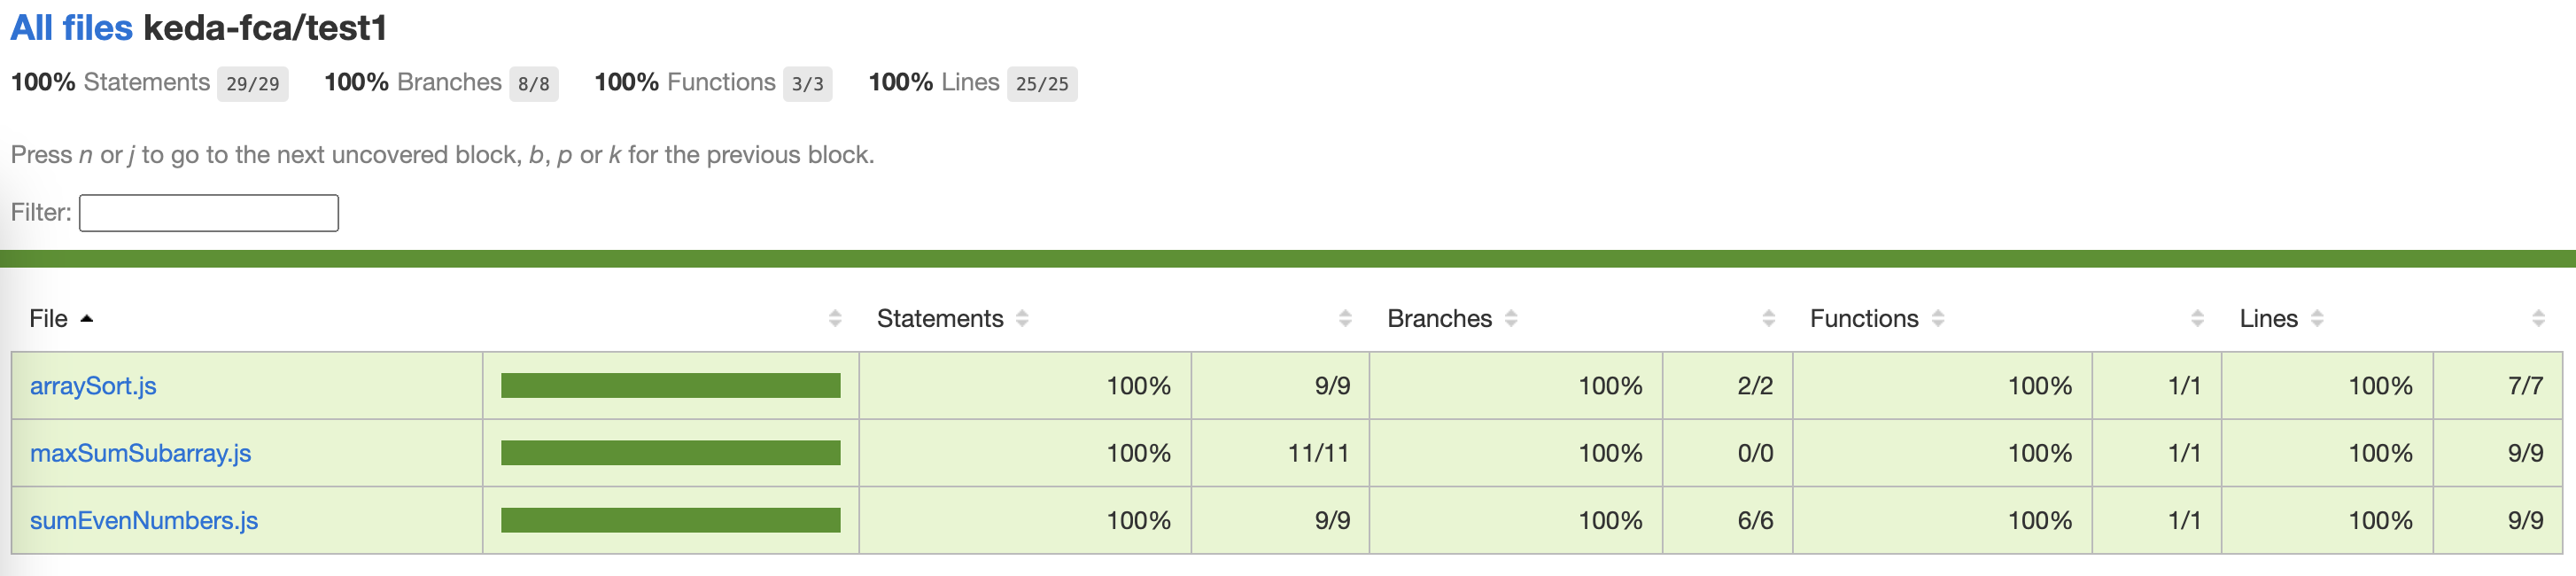 All files keda-fca/test1
100% Statements 29/29 100% Branches 8/8 100% Functions 3/3 100% Lines 25/25
Press n or j to go to the next uncovered block, b, p or k for the previous block.
Filter:
File Statements Branches Functions Lines
arraySort.js 100% 9/9 100% 2/2 100% 1/1 100% 7/7
maxSumSubarray.js 100% 11/11 100% 0/0 100% 1/1 100% 9/9
sumEvenNumbers.js 100% 9/9 100% 6/6 100% 1/1 100% 9/9